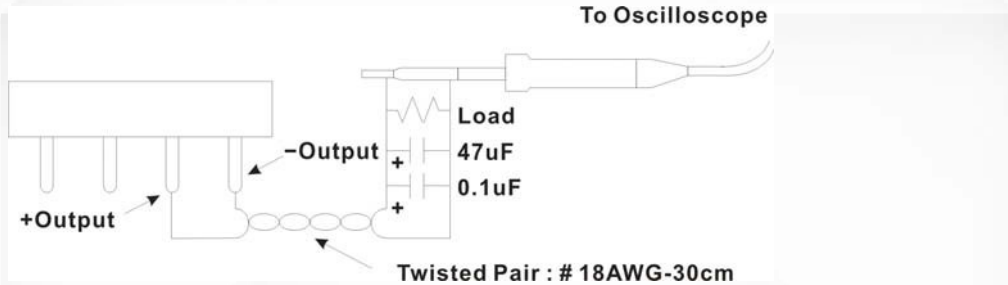 To Oscilloscope
Load
−Output
47uF
+
0.1uF
+
+Output
Twisted Pair : # 18AWG-30cm